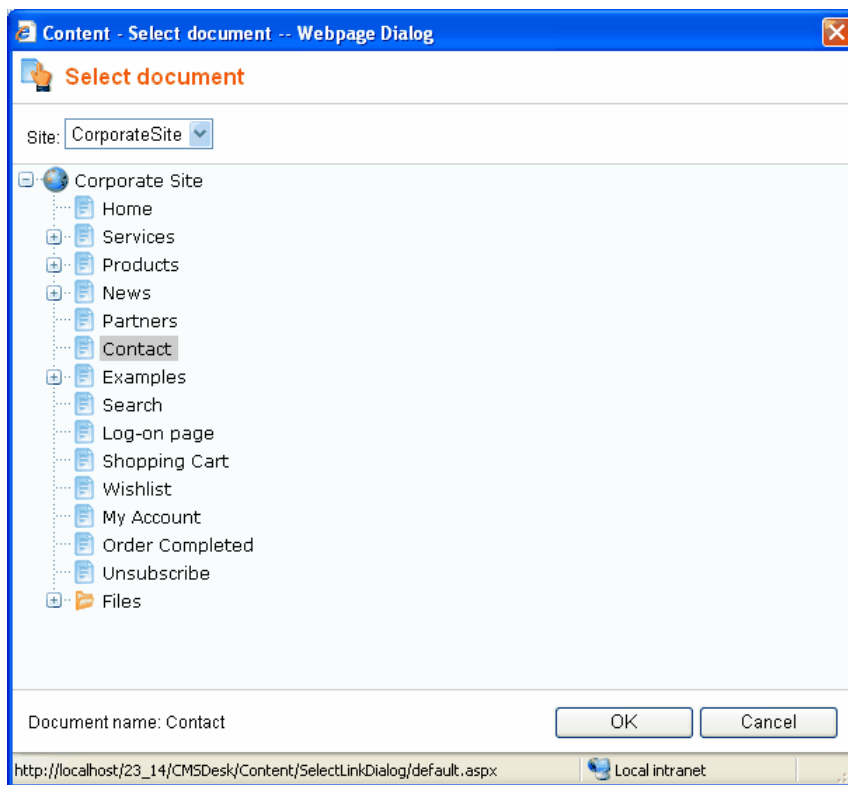 Content - Select document -- Webpage Dialog
Select document
Site: CorporateSite
Corporate Site
Home
Services
Products
News
Partners
Contact
Examples
Search
Log-on page
Shopping Cart
Wishlist
My Account
Order Completed
Unsubscribe
Files
Document name: Contact OK Cancel
http://localhost/23_14/CMSDesk/Content/SelectLinkDialog/default.aspx Local intranet